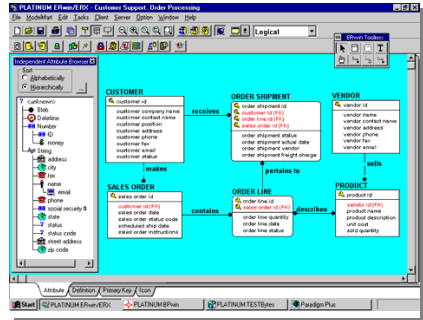 PLATINUM ERwin/ERX - Customer Support..Order Processing
File ModelMart Edit Tools Client Server Option Window Help
Logical
ERwin Toolbox
Independent Attribute Browser
Sort
Alphabetically
Hierarchically
...
<unknown>
Blob
Datetime
Number
ID
money
String
address
city
fax
name
email
phone
social security #
state
status
status code
street address
zip code
CUSTOMER
customer id
customer company name
customer contact name
customer position
customer address
customer phone
customer fax
customer email
customer status
receives
ORDER SHIPMENT
order shipment id
customer id (FK)
order line id (FK)
sales order id (FK)
order shipment status
order shipment actual date
order shipment vendor
order shipment freight charge
VENDOR
vendor id
vendor name
vendor contact name
vendor address
vendor phone
vendor fax
vendor email
makes
pertains to
sells
SALES ORDER
sales order id
customer id (FK)
sales order date
sales order status code
scheduled ship date
sales order instructions
contains
ORDER LINE
order line id
sales order id (FK)
order line quantity
order line date
order line status
describes
PRODUCT
product id
vendor id (FK)
product name
product description
unit cost
sold quantity
Attribute Definition Primary Key Icon
Start PLATINUM ERwin/ERX PLATINUM BPwin PLATINUM TESTBytes Paradigm Plus